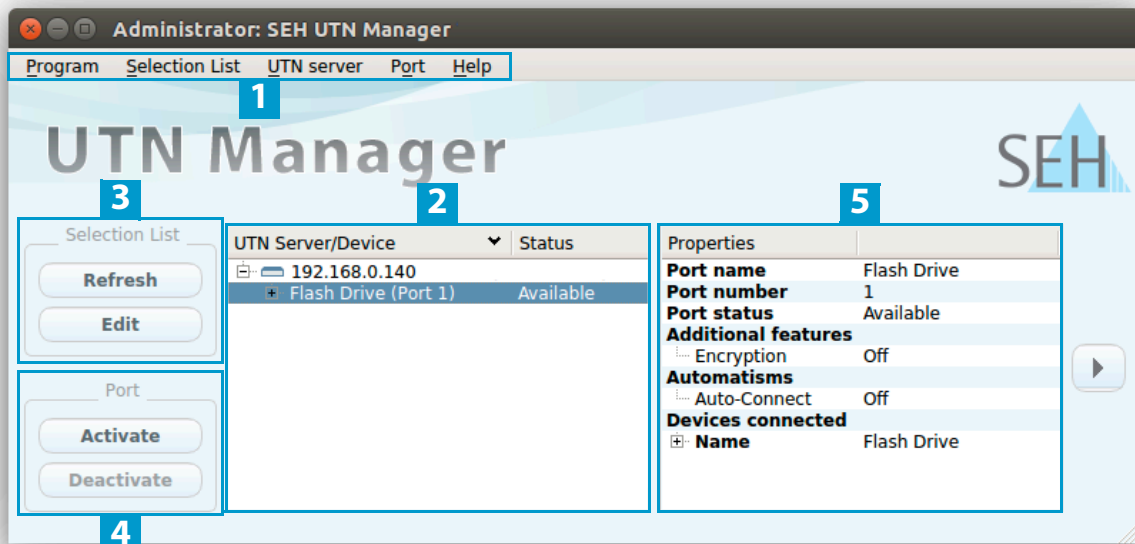 Administrator: SEH UTN Manager
Program Selection List UTN server Port Help
1
UTN Manager
SEH
3
2
5
Selection List
Refresh
Edit
UTN Server/Device Status
192.168.0.140
Flash Drive (Port 1) Available
Properties
Port name Flash Drive
Port number 1
Port status Available
Additional features
Encryption Off
Automatisms
Auto-Connect Off
Devices connected
Name Flash Drive
Port
Activate
Deactivate
4